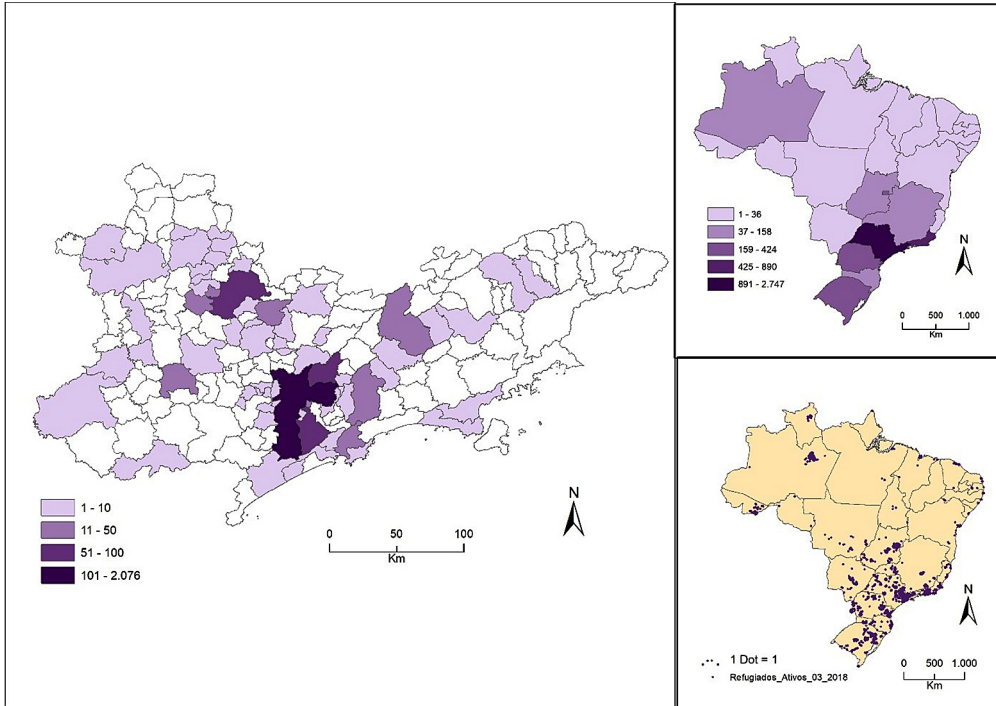 1 - 10
11 - 50
51 - 100
101 - 2.076
N
0 50 100
Km
1 - 36
37 - 158
159 - 424
425 - 890
891 - 2.747
N
0 500 1.000
Km
1 Dot = 1
Refugiados_Ativos_03_2018
N
0 500 1.000
Km